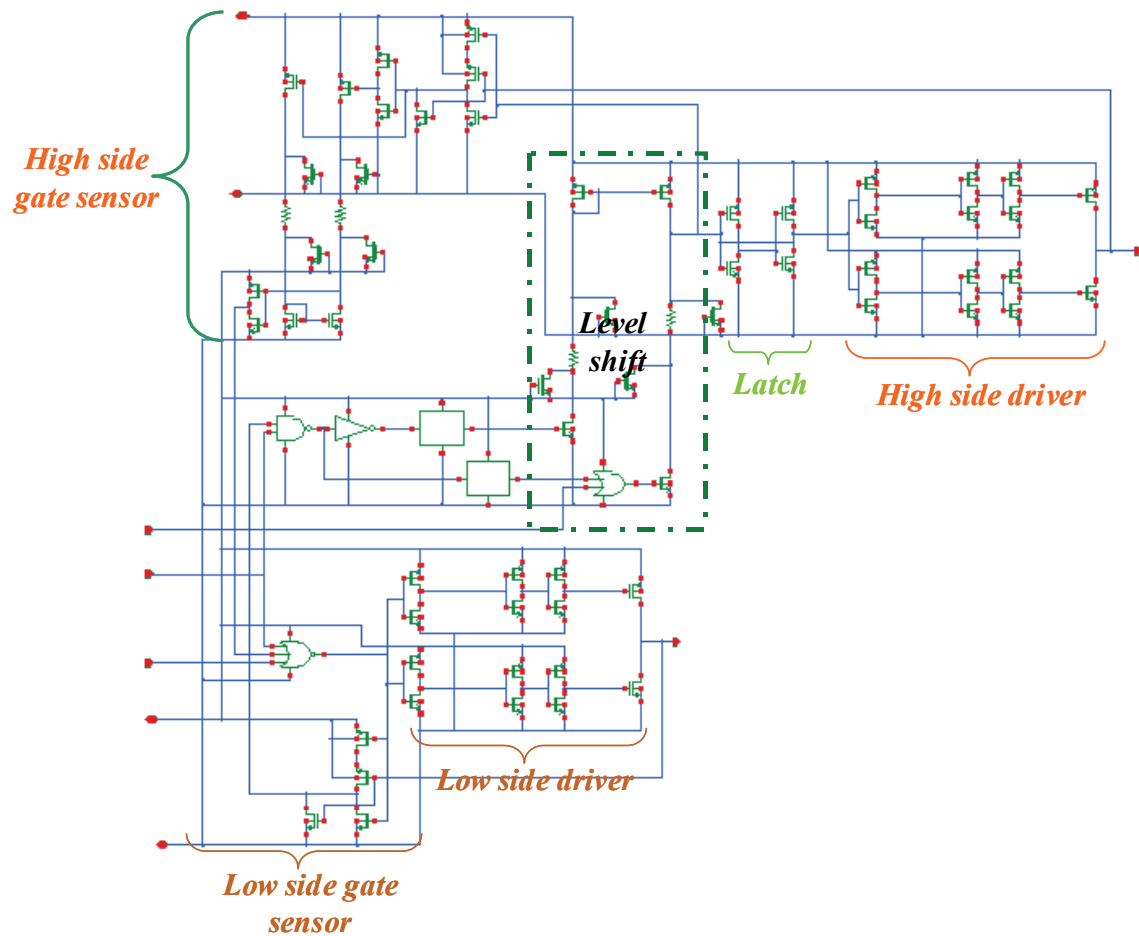 High side
gate sensor
Level
shift
Latch
High side driver
Low side driver
Low side gate
sensor